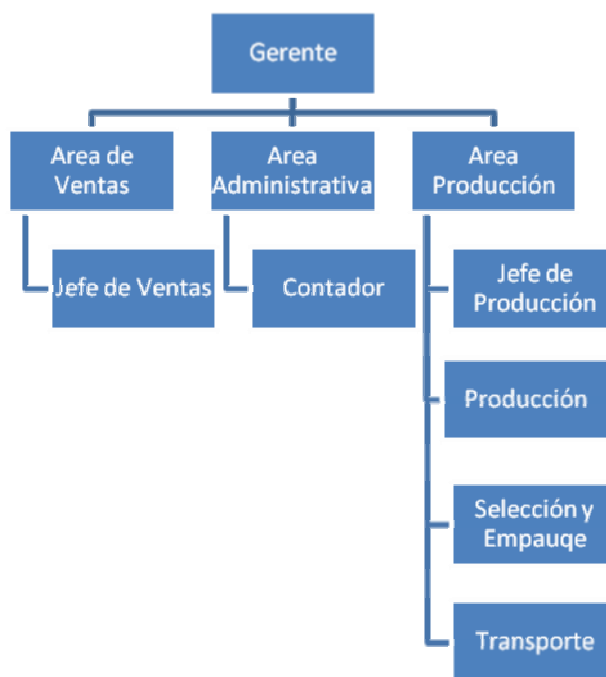 Gerente
Area de
Ventas
Area
Administrativa
Area
Producción
Jefe de Ventas
Contador
Jefe de
Producción
Producción
Selección y
Empauqe
Transporte